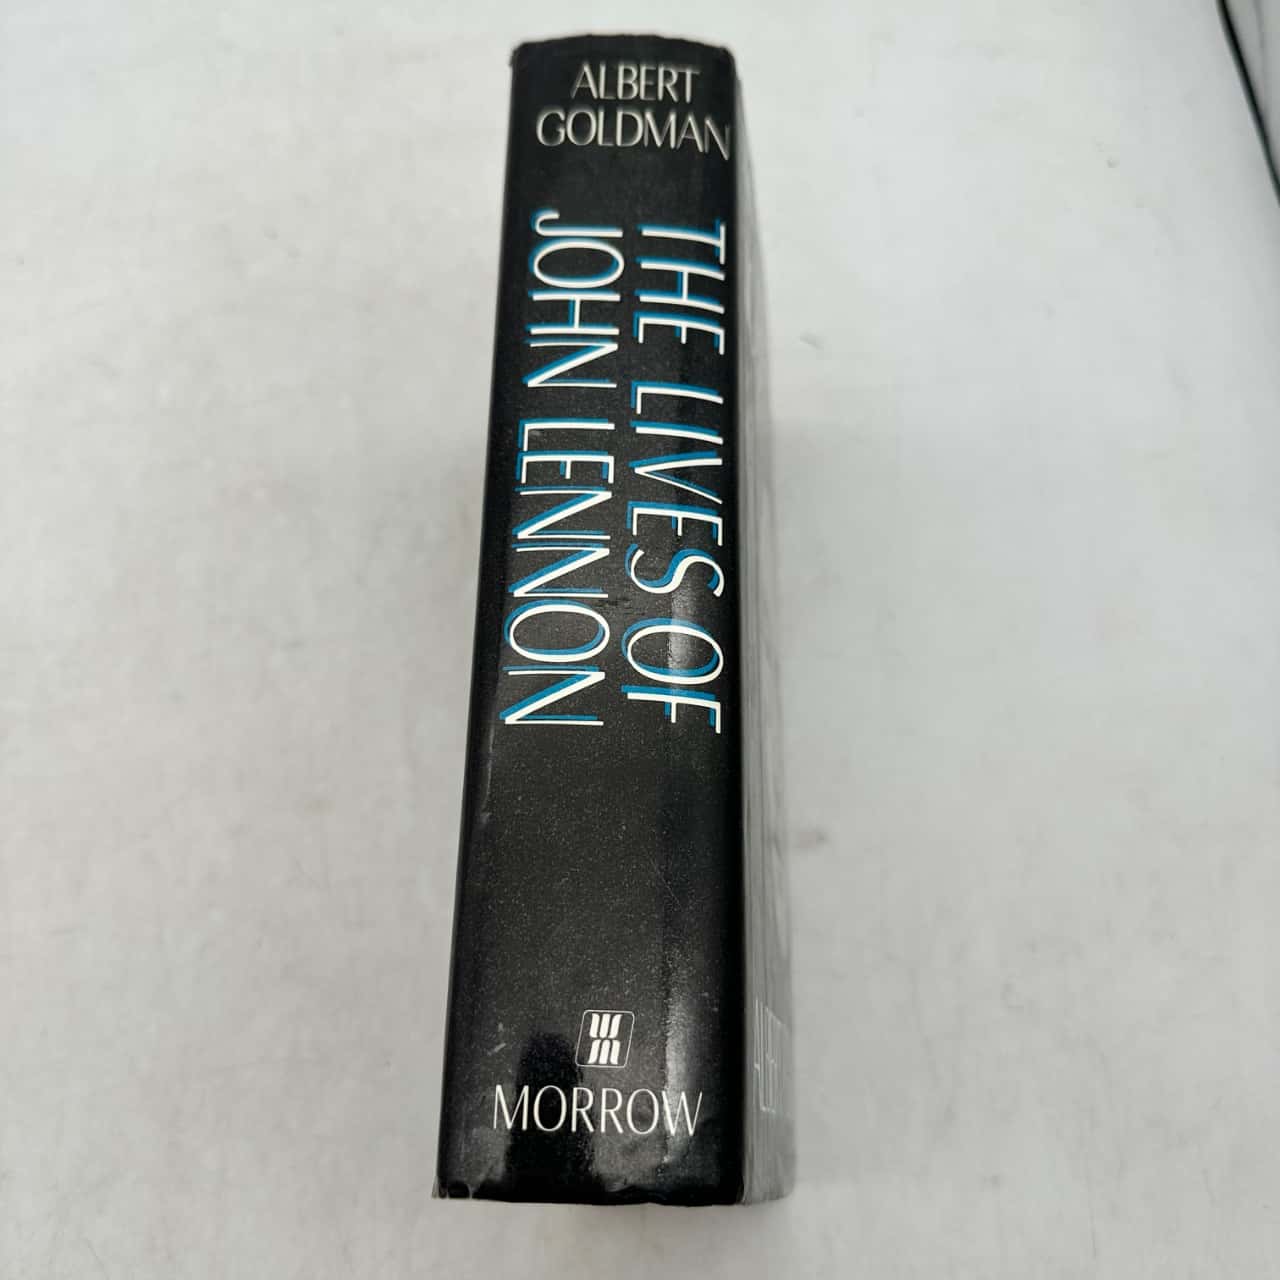 ALBERT
GOLDMAN
THE LIVES OF
JOHN LENNON
MORROW